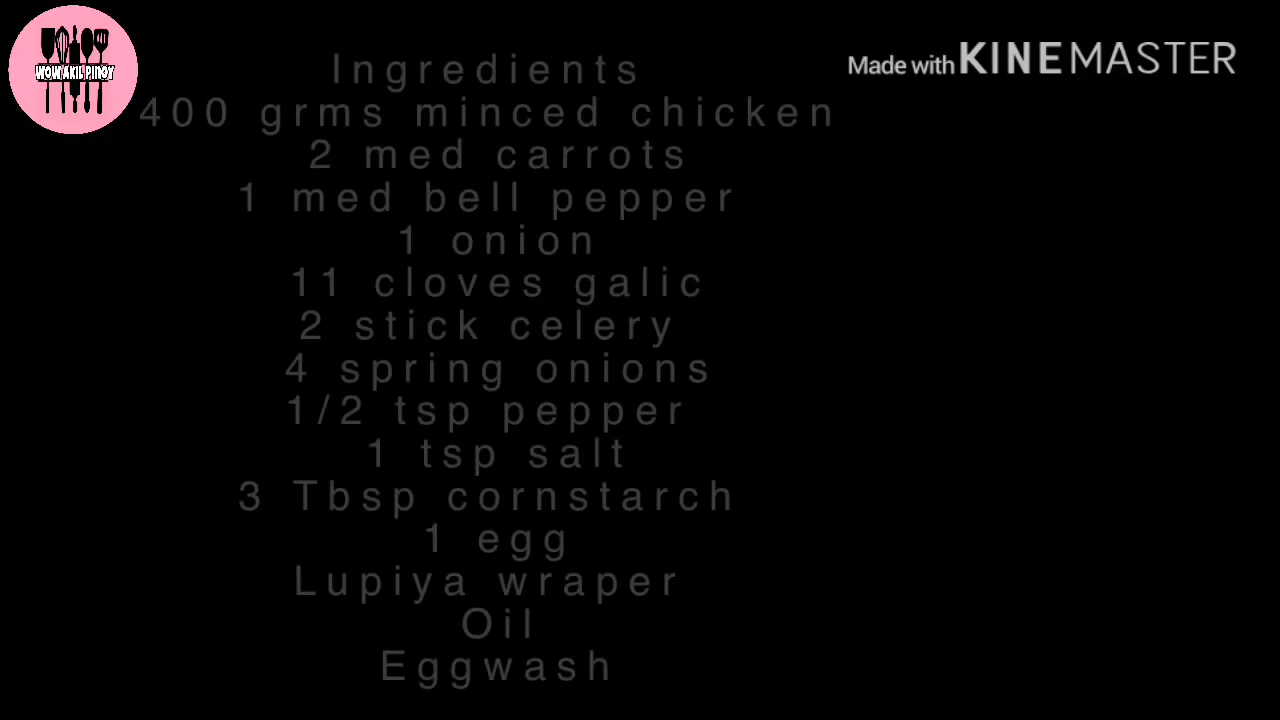 WOW AKIL PINOY
Made with KINEMASTER
Ingredients
400 grms minced chicken
2 med carrots
1 med bell pepper
1 onion
11 cloves galic
2 stick celery
4 spring onions
1/2 tsp pepper
1 tsp salt
3 Tbsp cornstarch
1 egg
Lupiya wraper
Oil
Eggwash